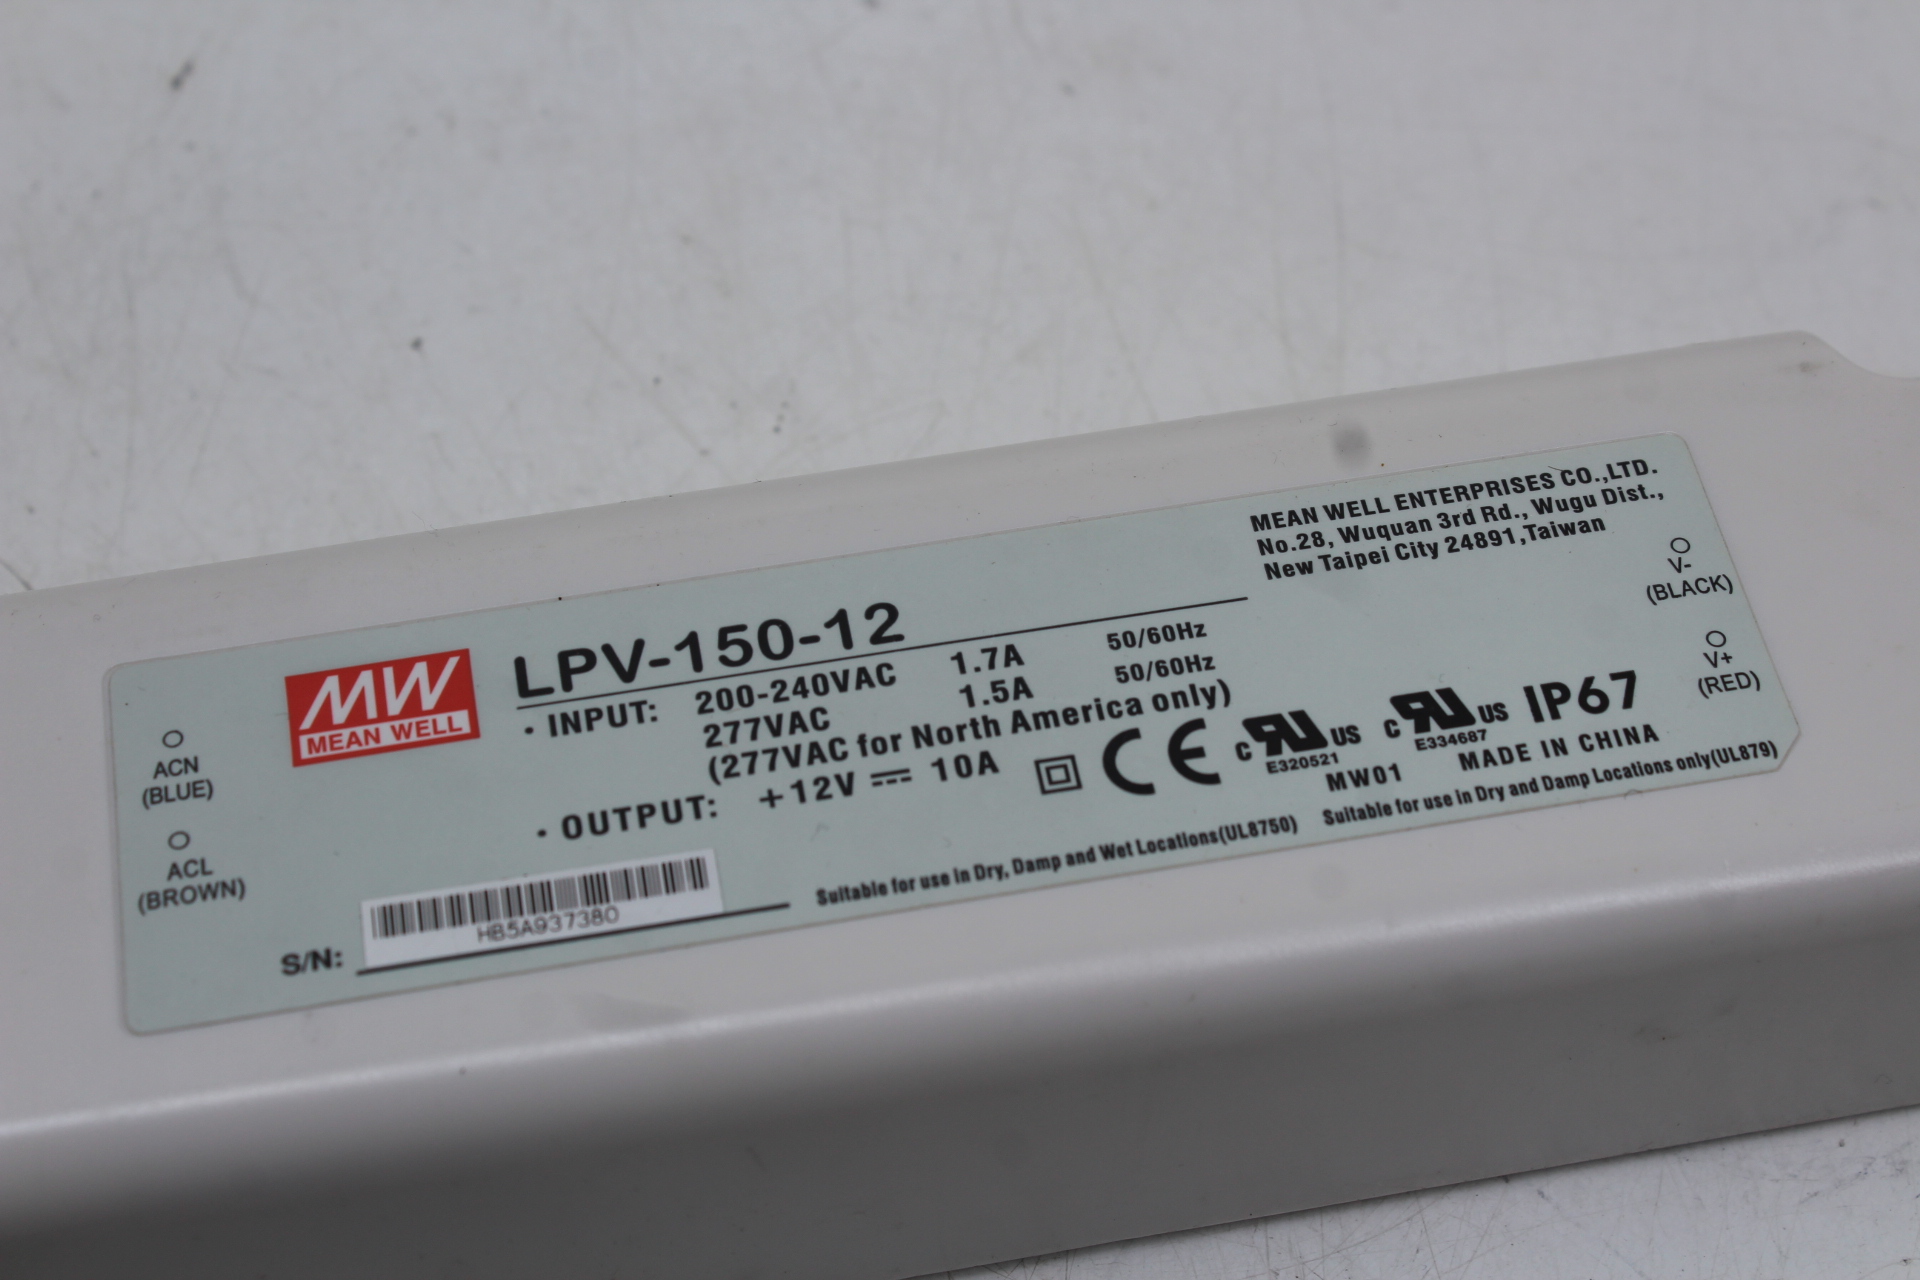 MEAN WELL ENTERPRISES CO.,LTD.
No.28, Wuquan 3rd Rd., Wugu Dist.,
New Taipei City 24891,Taiwan
MW
MEAN WELL
LPV-150-12
• INPUT: 200-240VAC 1.7A 50/60Hz
277VAC 1.5A 50/60Hz
(277VAC for North America only)
• OUTPUT: +12V 10A
CE
C RU US
E320521
C RU US
E334687
IP67
MW01
MADE IN CHINA
Suitable for use in Dry, Damp and Wet Locations(UL8750)
Suitable for use in Dry and Damp Locations only(UL879)
ACN
(BLUE)
ACL
(BROWN)
V-
(BLACK)
V+
(RED)
S/N:
HB5A937380